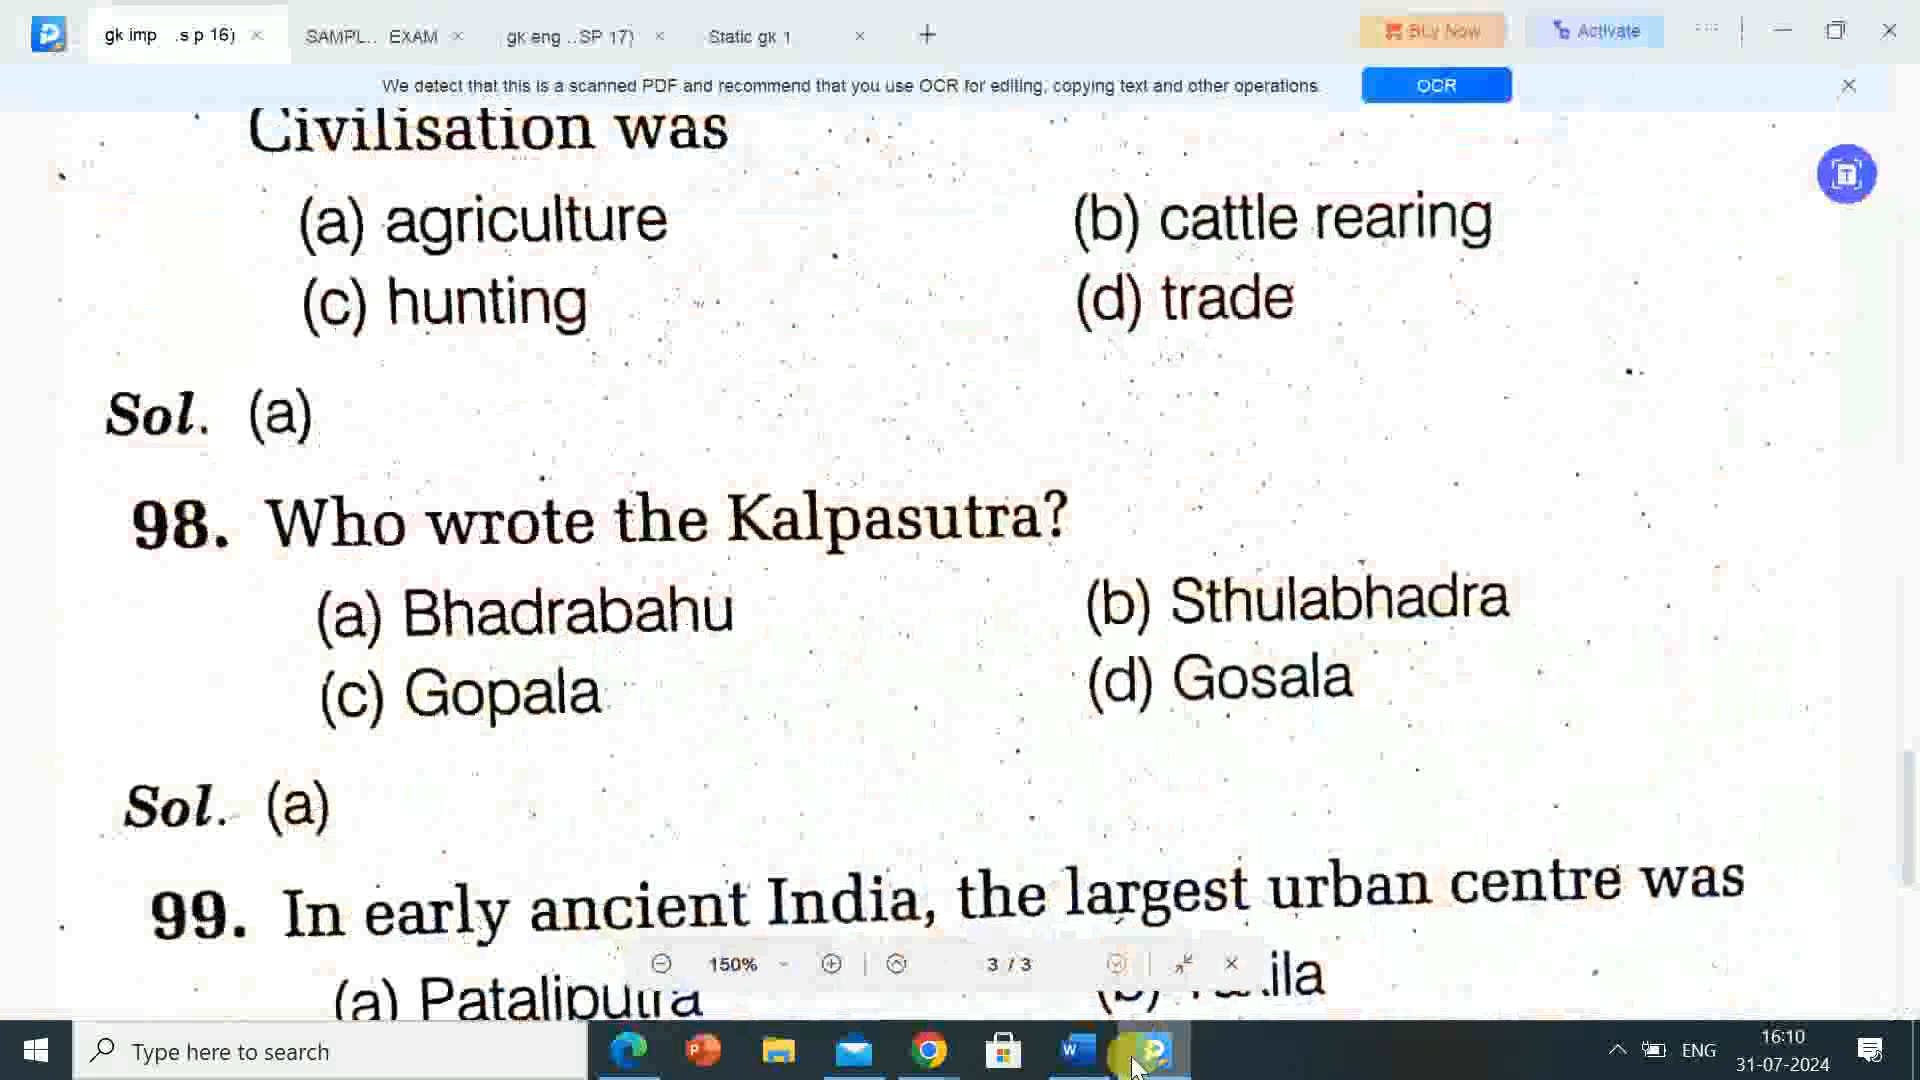 gk imp .s p 16)
SAMPL.. EXAM
gk eng ..SP 17)
Static gk 1
Buy Now
Activate
We detect that this is a scanned PDF and recommend that you use OCR for editing, copying text and other operations
OCR
Civilisation was
(a) agriculture (b) cattle rearing
(c) hunting (d) trade
Sol. (a)
98. Who wrote the Kalpasutra?
(a) Bhadrabahu (b) Sthulabhadra
(c) Gopala (d) Gosala
Sol. (a)
99. In early ancient India, the largest urban centre was
(a) Pataliputra (b)
150%
3 / 3
Type here to search
ENG
16:10
31-07-2024